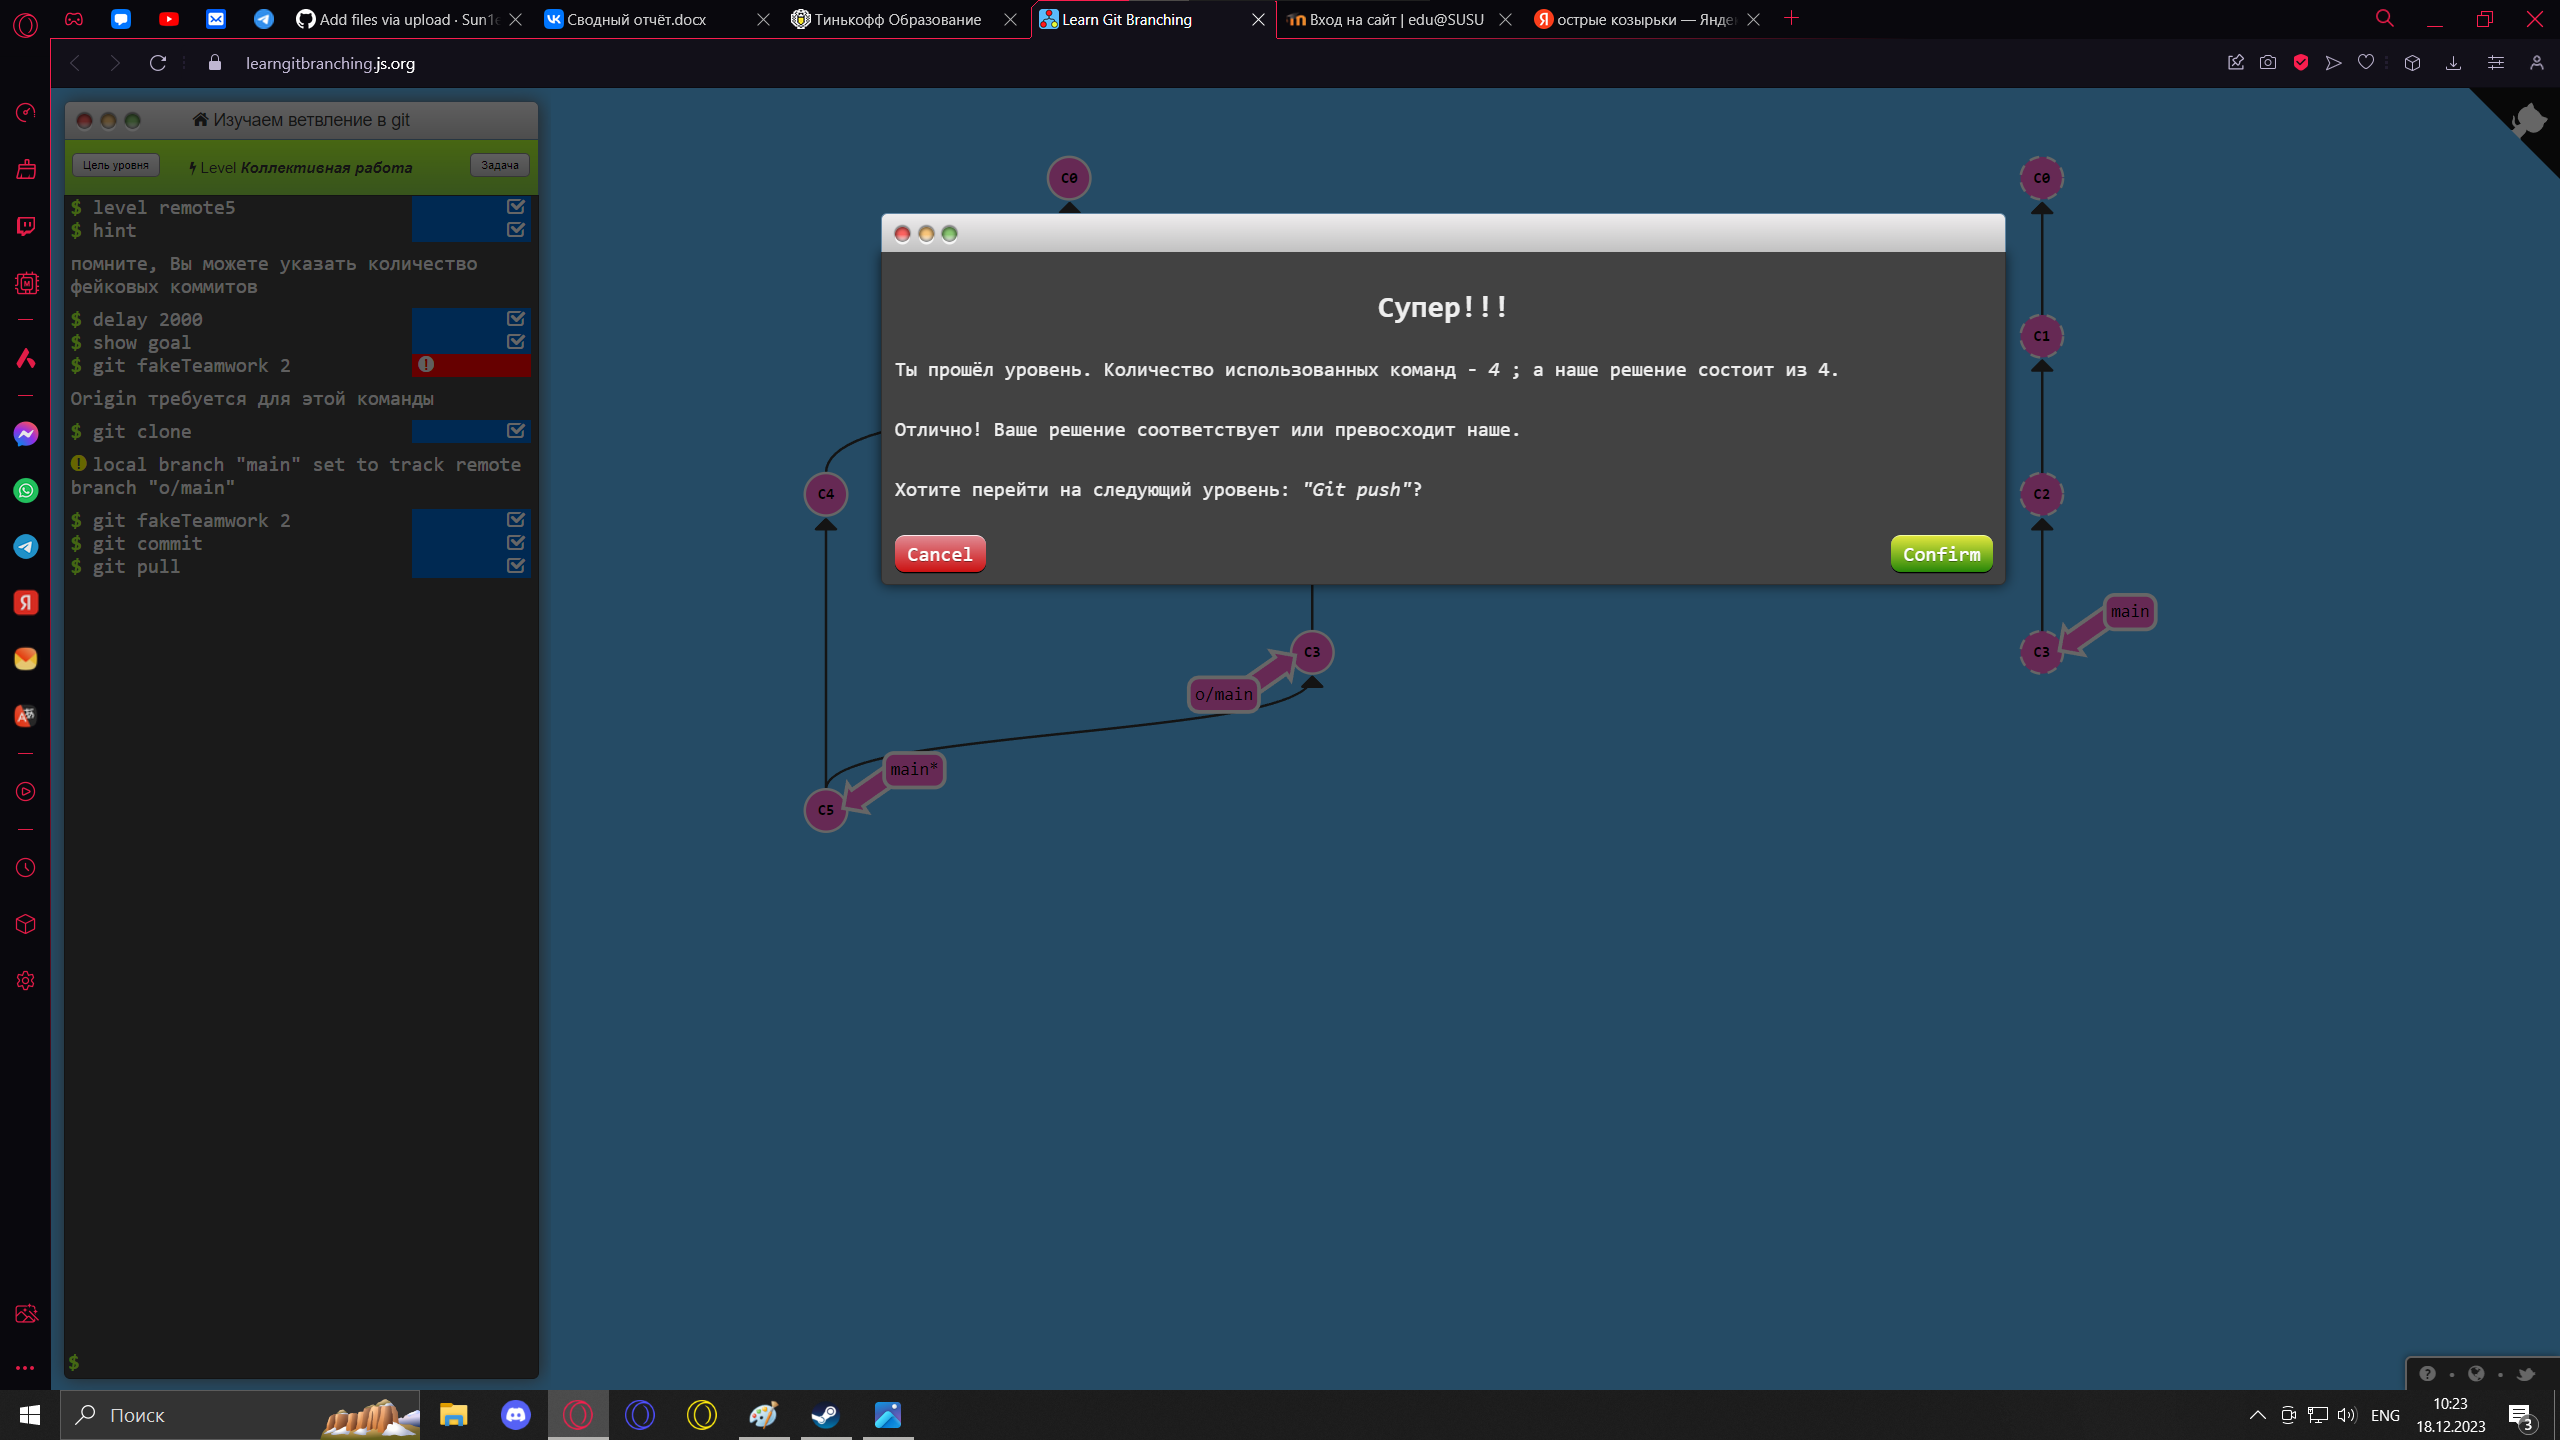 Add files via upload · Sun1e
Сводный отчёт.docx
Тинькофф Образование
Learn Git Branching
Вход на сайт | edu@SUSU
острые козырьки — Янде
learngitbranching.js.org
Изучаем ветвление в git
Цель уровня
Level Коллективная работа
Задача
$ level remote5
$ hint
помните, Вы можете указать количество
фейковых коммитов
$ delay 2000
$ show goal
$ git fakeTeamwork 2
Origin требуется для этой команды
$ git clone
local branch "main" set to track remote
branch "o/main"
$ git fakeTeamwork 2
$ git commit
$ git pull
$
C0
C4
C3
o/main
main*
C5
Супер!!!
Ты прошёл уровень. Количество использованных команд - 4 ; а наше решение состоит из 4.
Отлично! Ваше решение соответствует или превосходит наше.
Хотите перейти на следующий уровень: "Git push"?
Cancel
Confirm
C0
C1
C2
main
C3
Поиск
ENG
10:23
18.12.2023
3